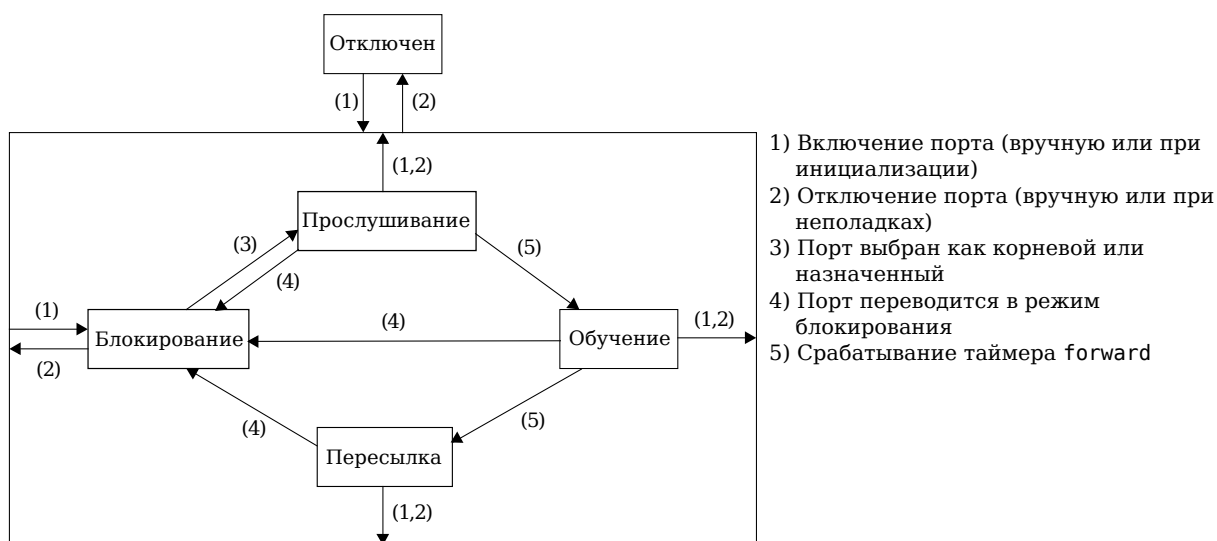 Отключен
(1)
(2)
(1,2)
Прослушивание
(3)
(4)
(5)
(1)
Блокирование
(2)
(4)
Обучение
(1,2)
(4)
(5)
Пересылка
(1,2)
1) Включение порта (вручную или при
инициализации)
2) Отключение порта (вручную или при
неполадках)
3) Порт выбран как корневой или
назначенный
4) Порт переводится в режим
блокирования
5) Срабатывание таймера forward